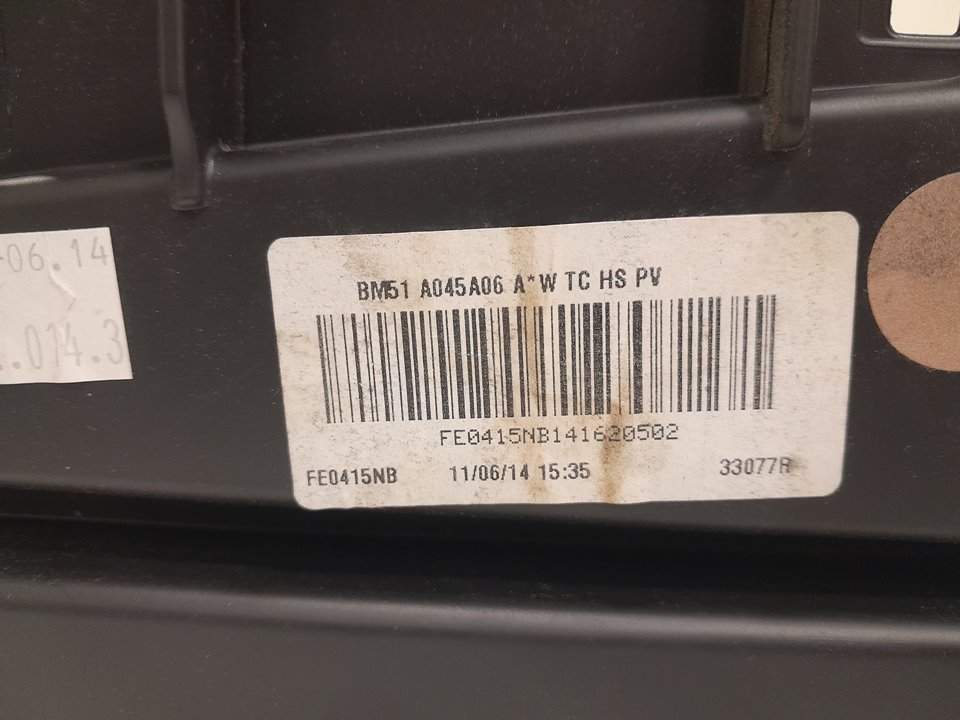 -06.14
.014.3
BM51 A045A06 A*W TC HS PV
FE0415NB141620502
FE0415NB 11/06/14 15:35 33077R